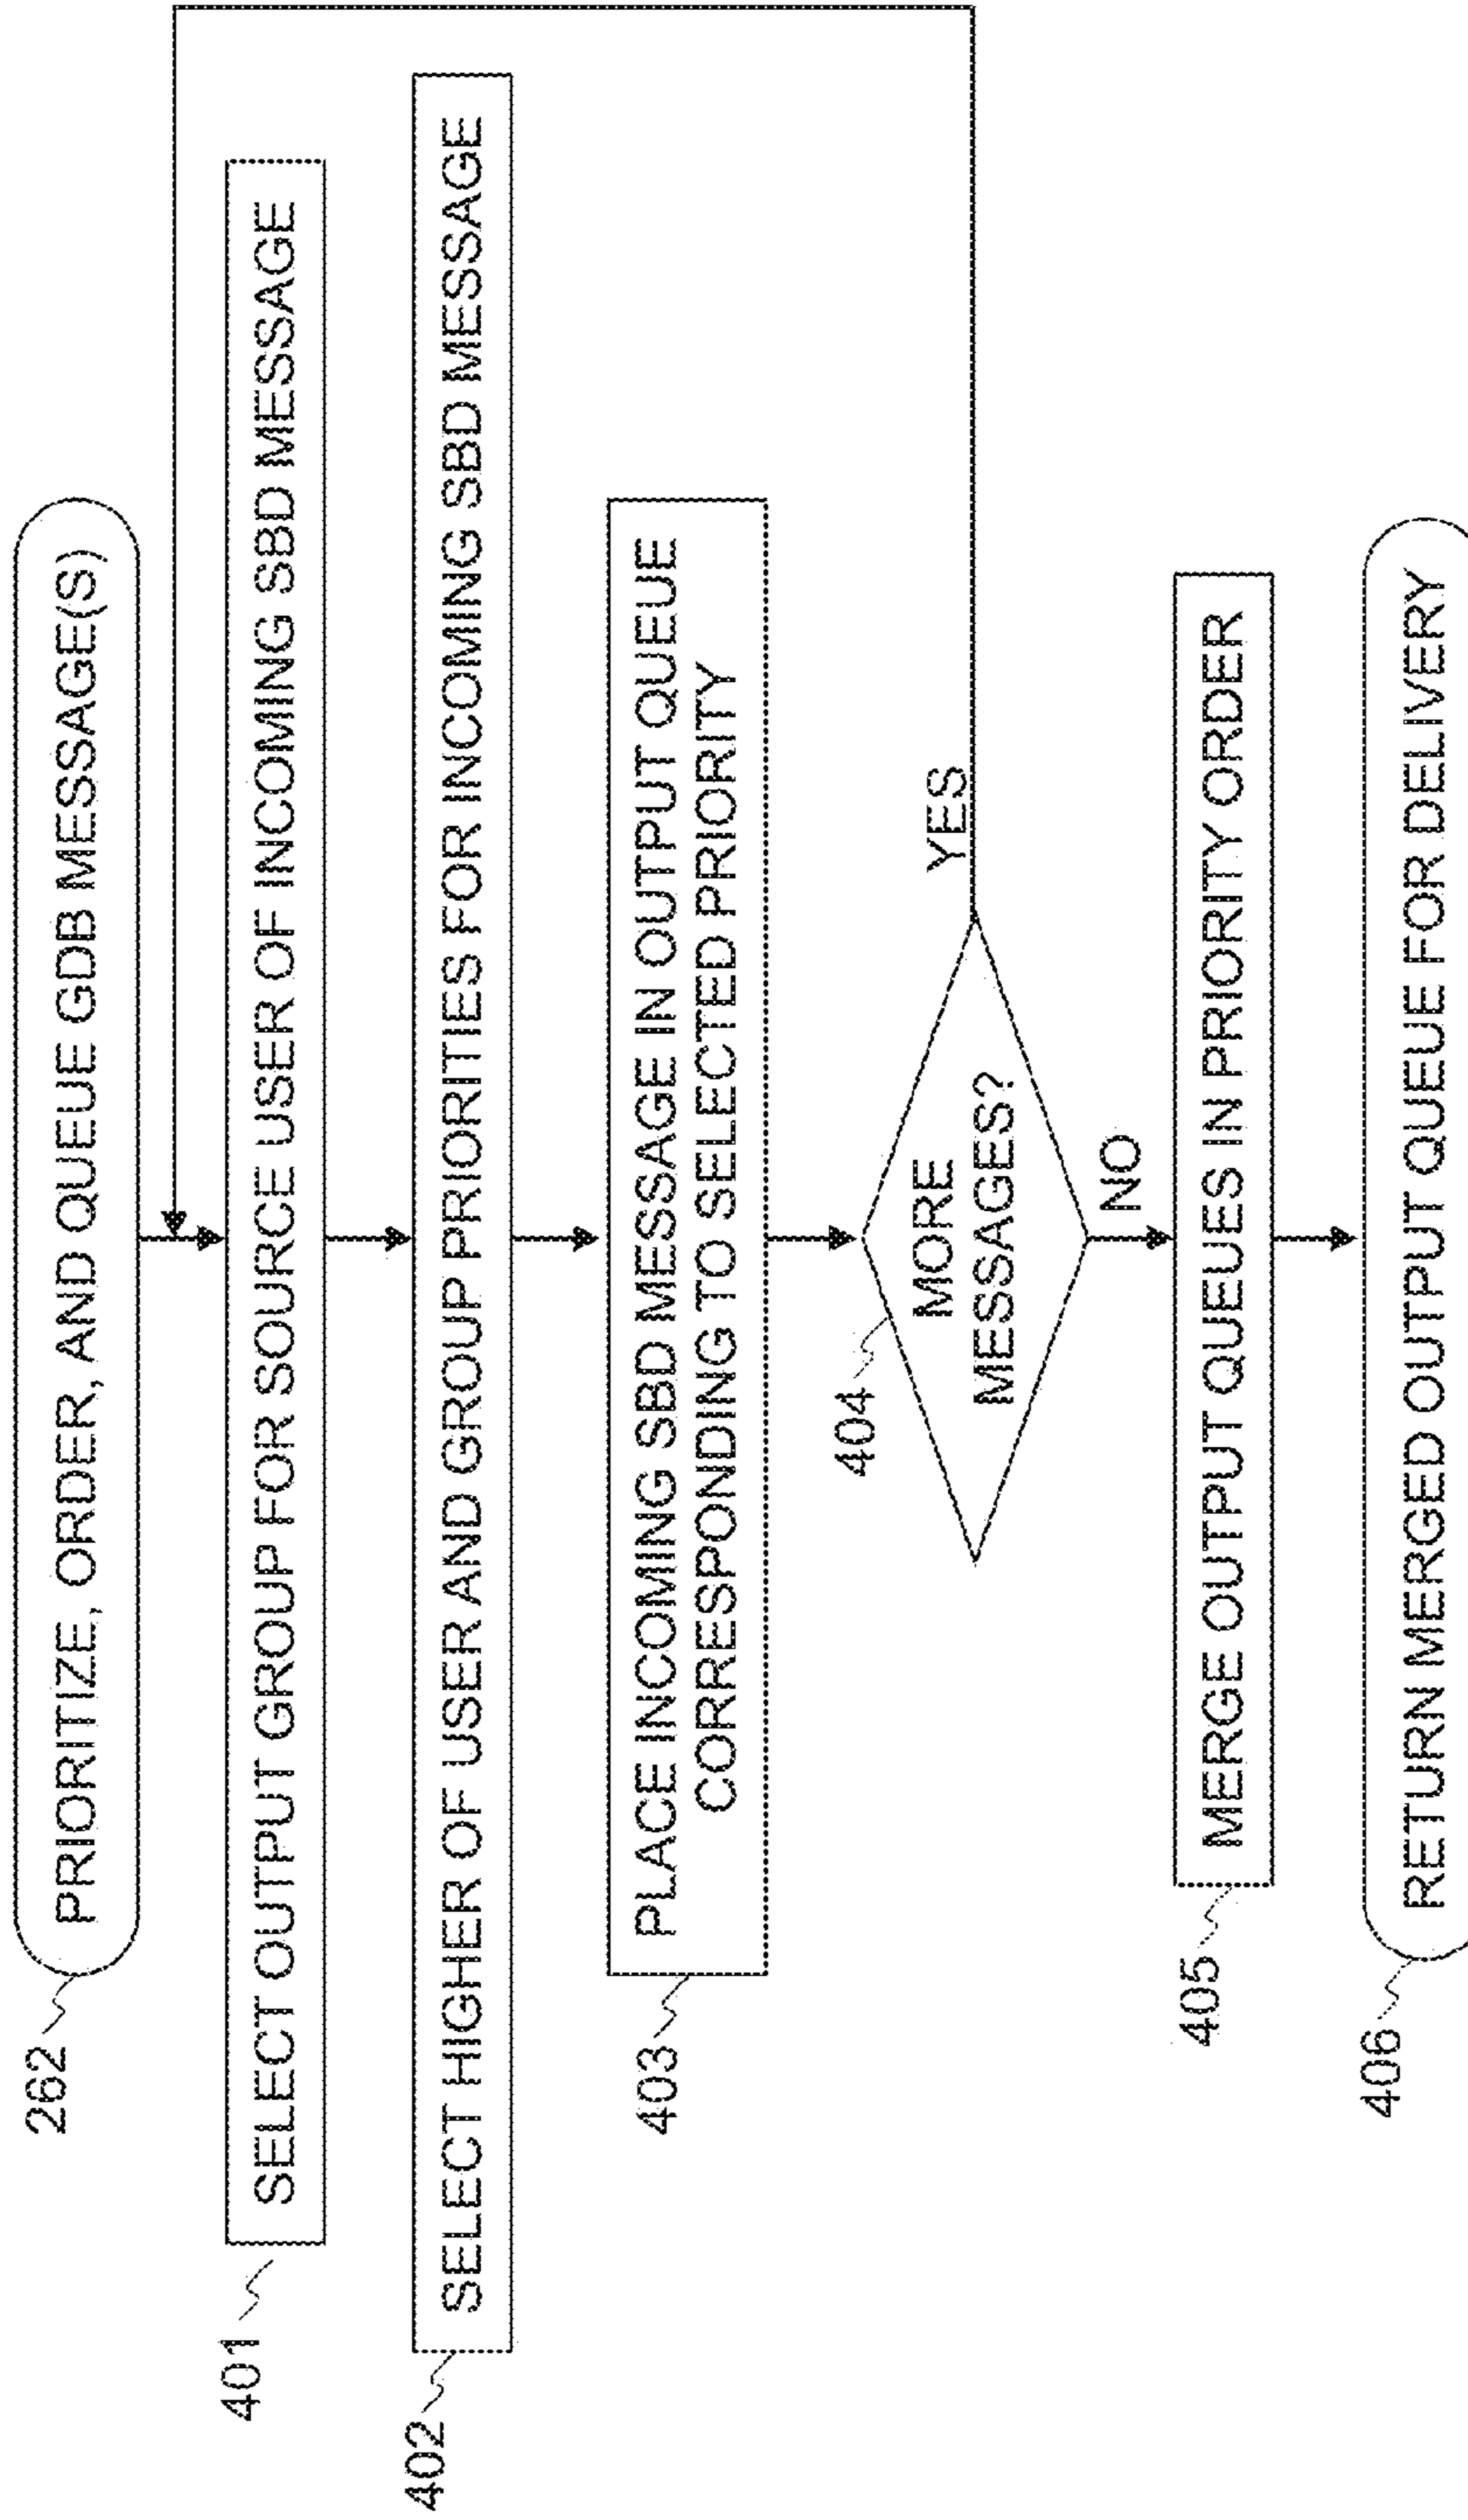 262
PRIORITIZE, ORDER, AND QUEUE GDB MESSAGE(S)
401
SELECT OUTPUT GROUP FOR SOURCE USER OF INCOMING SBD MESSAGE
402
SELECT HIGHER OF USER AND GROUP PRIORITIES FOR INCOMING SBD MESSAGE
403
PLACE INCOMING SBD MESSAGE IN OUTPUT QUEUE
CORRESPONDING TO SELECTED PRIORITY
404
MORE
MESSAGES?
YES
NO
405
MERGE OUTPUT QUEUES IN PRIORITY ORDER
406
RETURN MERGED OUTPUT QUEUE FOR DELIVERY